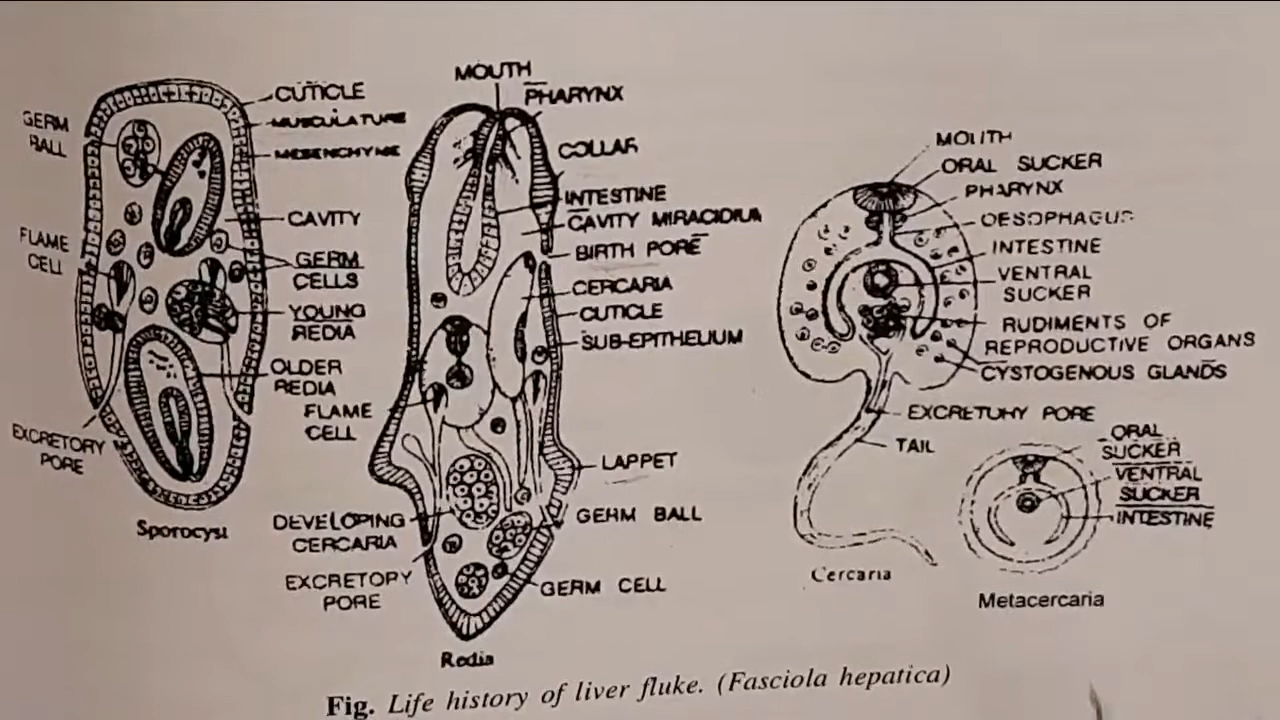 GERM
BALL
CUTICLE
MUSCULATURE
MESENCHYME
CAVITY
FLAME
CELL
GERM
CELLS
YOUNG
REDIA
OLDER
REDIA
EXCRETORY
PORE
Sporocyst
MOUTH
PHARYNX
COLLAR
INTESTINE
CAVITY MIRACIDIUM
BIRTH PORE
CERCARIA
CUTICLE
SUB-EPITHELIUM
FLAME
CELL
LAPPET
DEVELOPING
CERCARIA
GERM BALL
EXCRETORY
PORE
GERM CELL
Redia
MOUTH
ORAL SUCKER
PHARYNX
OESOPHAGUS
INTESTINE
VENTRAL
SUCKER
RUDIMENTS OF
REPRODUCTIVE ORGANS
CYSTOGENOUS GLANDS
EXCRETORY PORE
TAIL
Cercaria
ORAL
SUCKER
VENTRAL
SUCKER
INTESTINE
Metacercaria
Fig. Life history of liver fluke. (Fasciola hepatica)